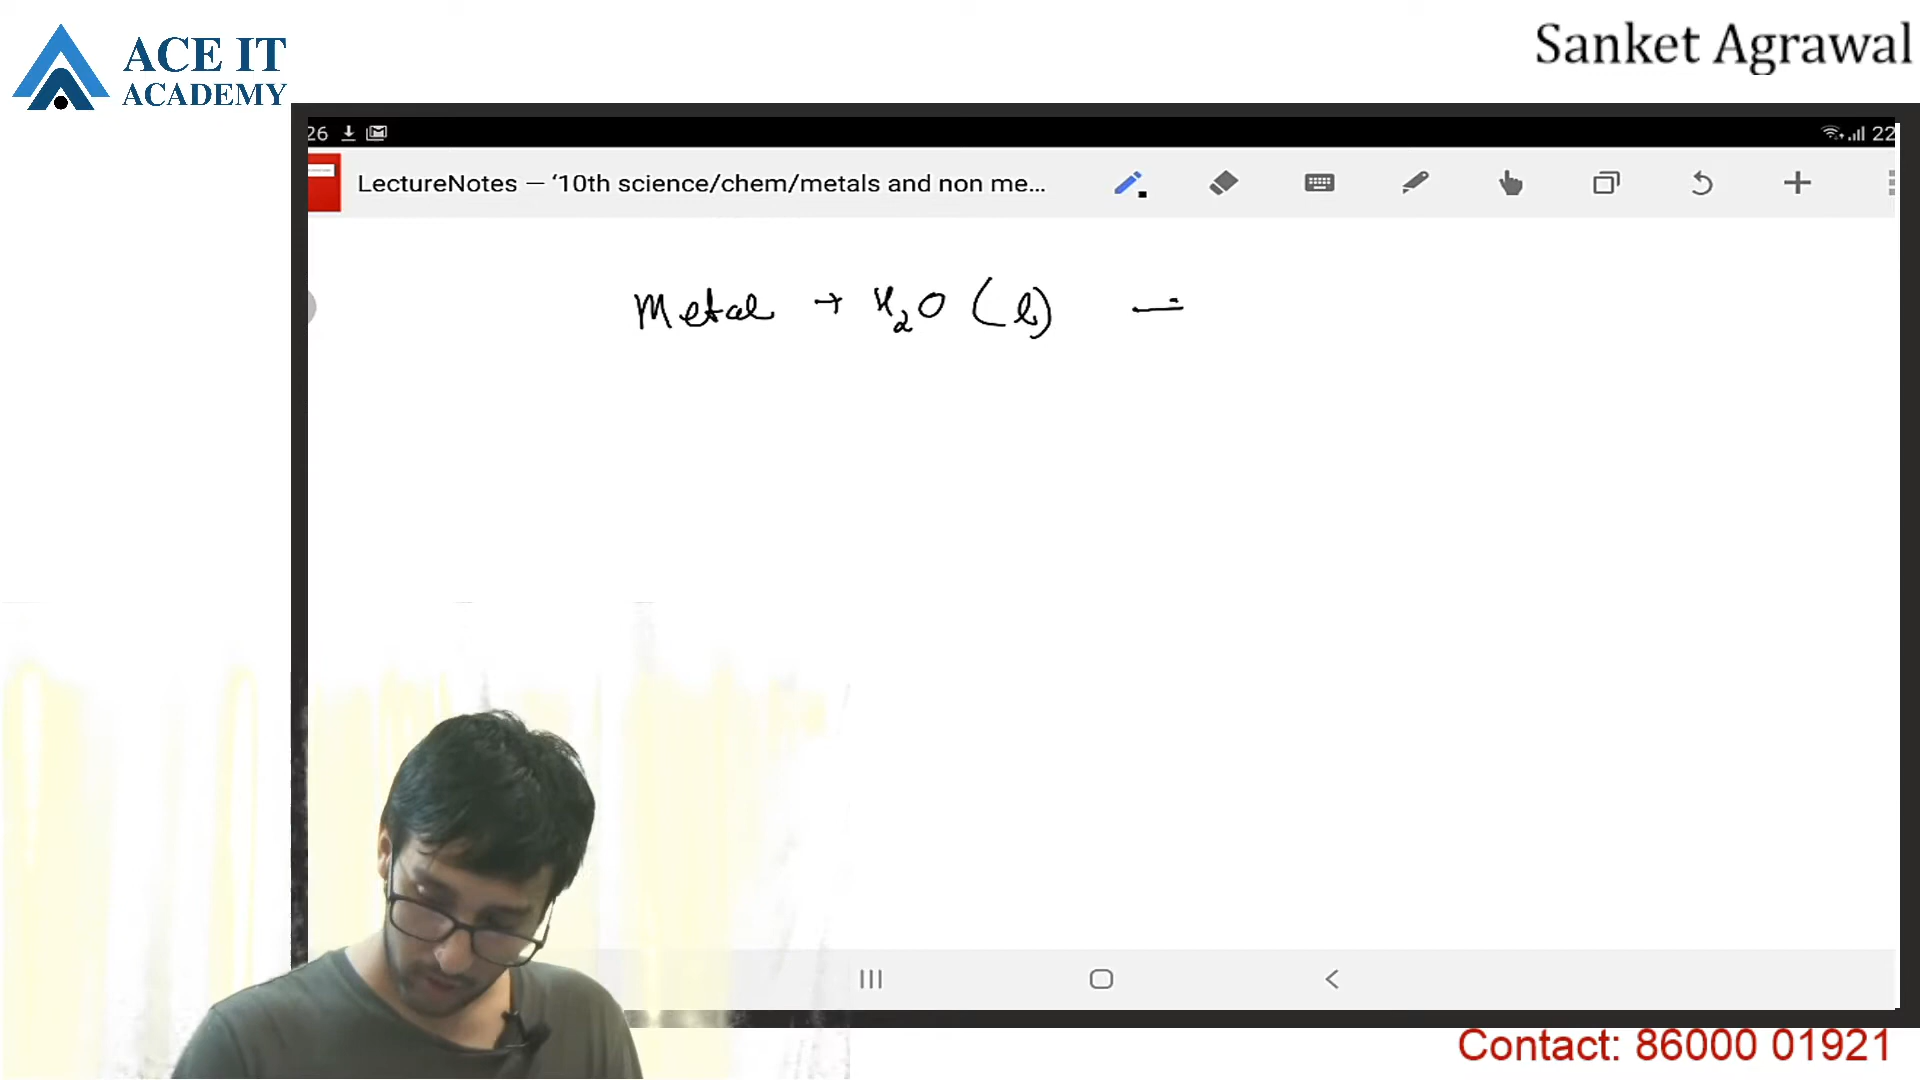 ACE IT
ACADEMY
Sanket Agrawal
26
22
LectureNotes — ‘10th science/chem/metals and non me...
Metal + H₂O (l)
Contact: 86000 01921